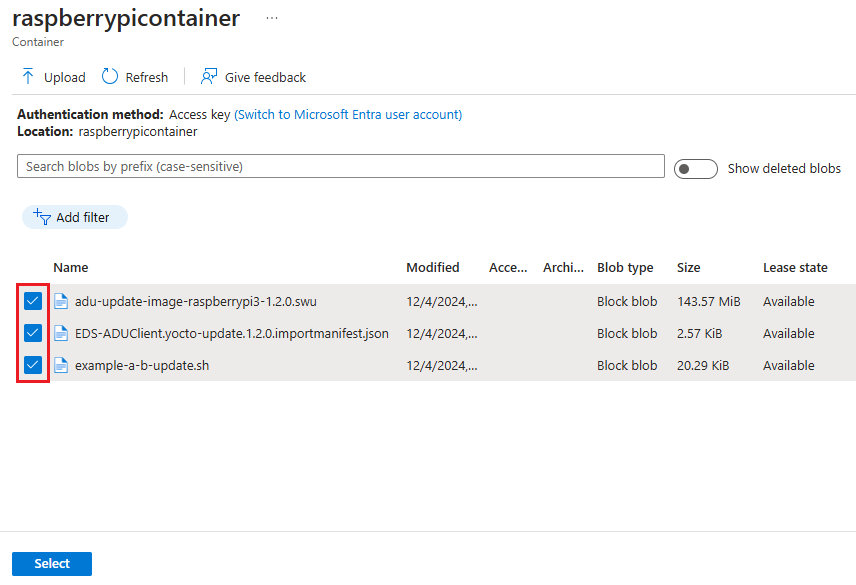 raspberrypicontainer ...
Container
Upload Refresh Give feedback
Authentication method: Access key (Switch to Microsoft Entra user account)
Location: raspberrypicontainer
Search blobs by prefix (case-sensitive) Show deleted blobs
Add filter
Name Modified Acce... Archi... Blob type Size Lease state
adu-update-image-raspberrypi3-1.2.0.swu 12/4/2024,... Block blob 143.57 MiB Available
EDS-ADUClient.yocto-update.1.2.0.importmanifest.json 12/4/2024,... Block blob 2.57 KiB Available
example-a-b-update.sh 12/4/2024,... Block blob 20.29 KiB Available
Select